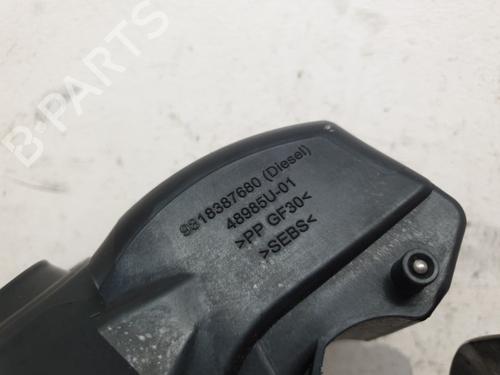 B-PARTS
9818387680 (Diesel)
48985U-01
>PP GF30<
>SEBS<